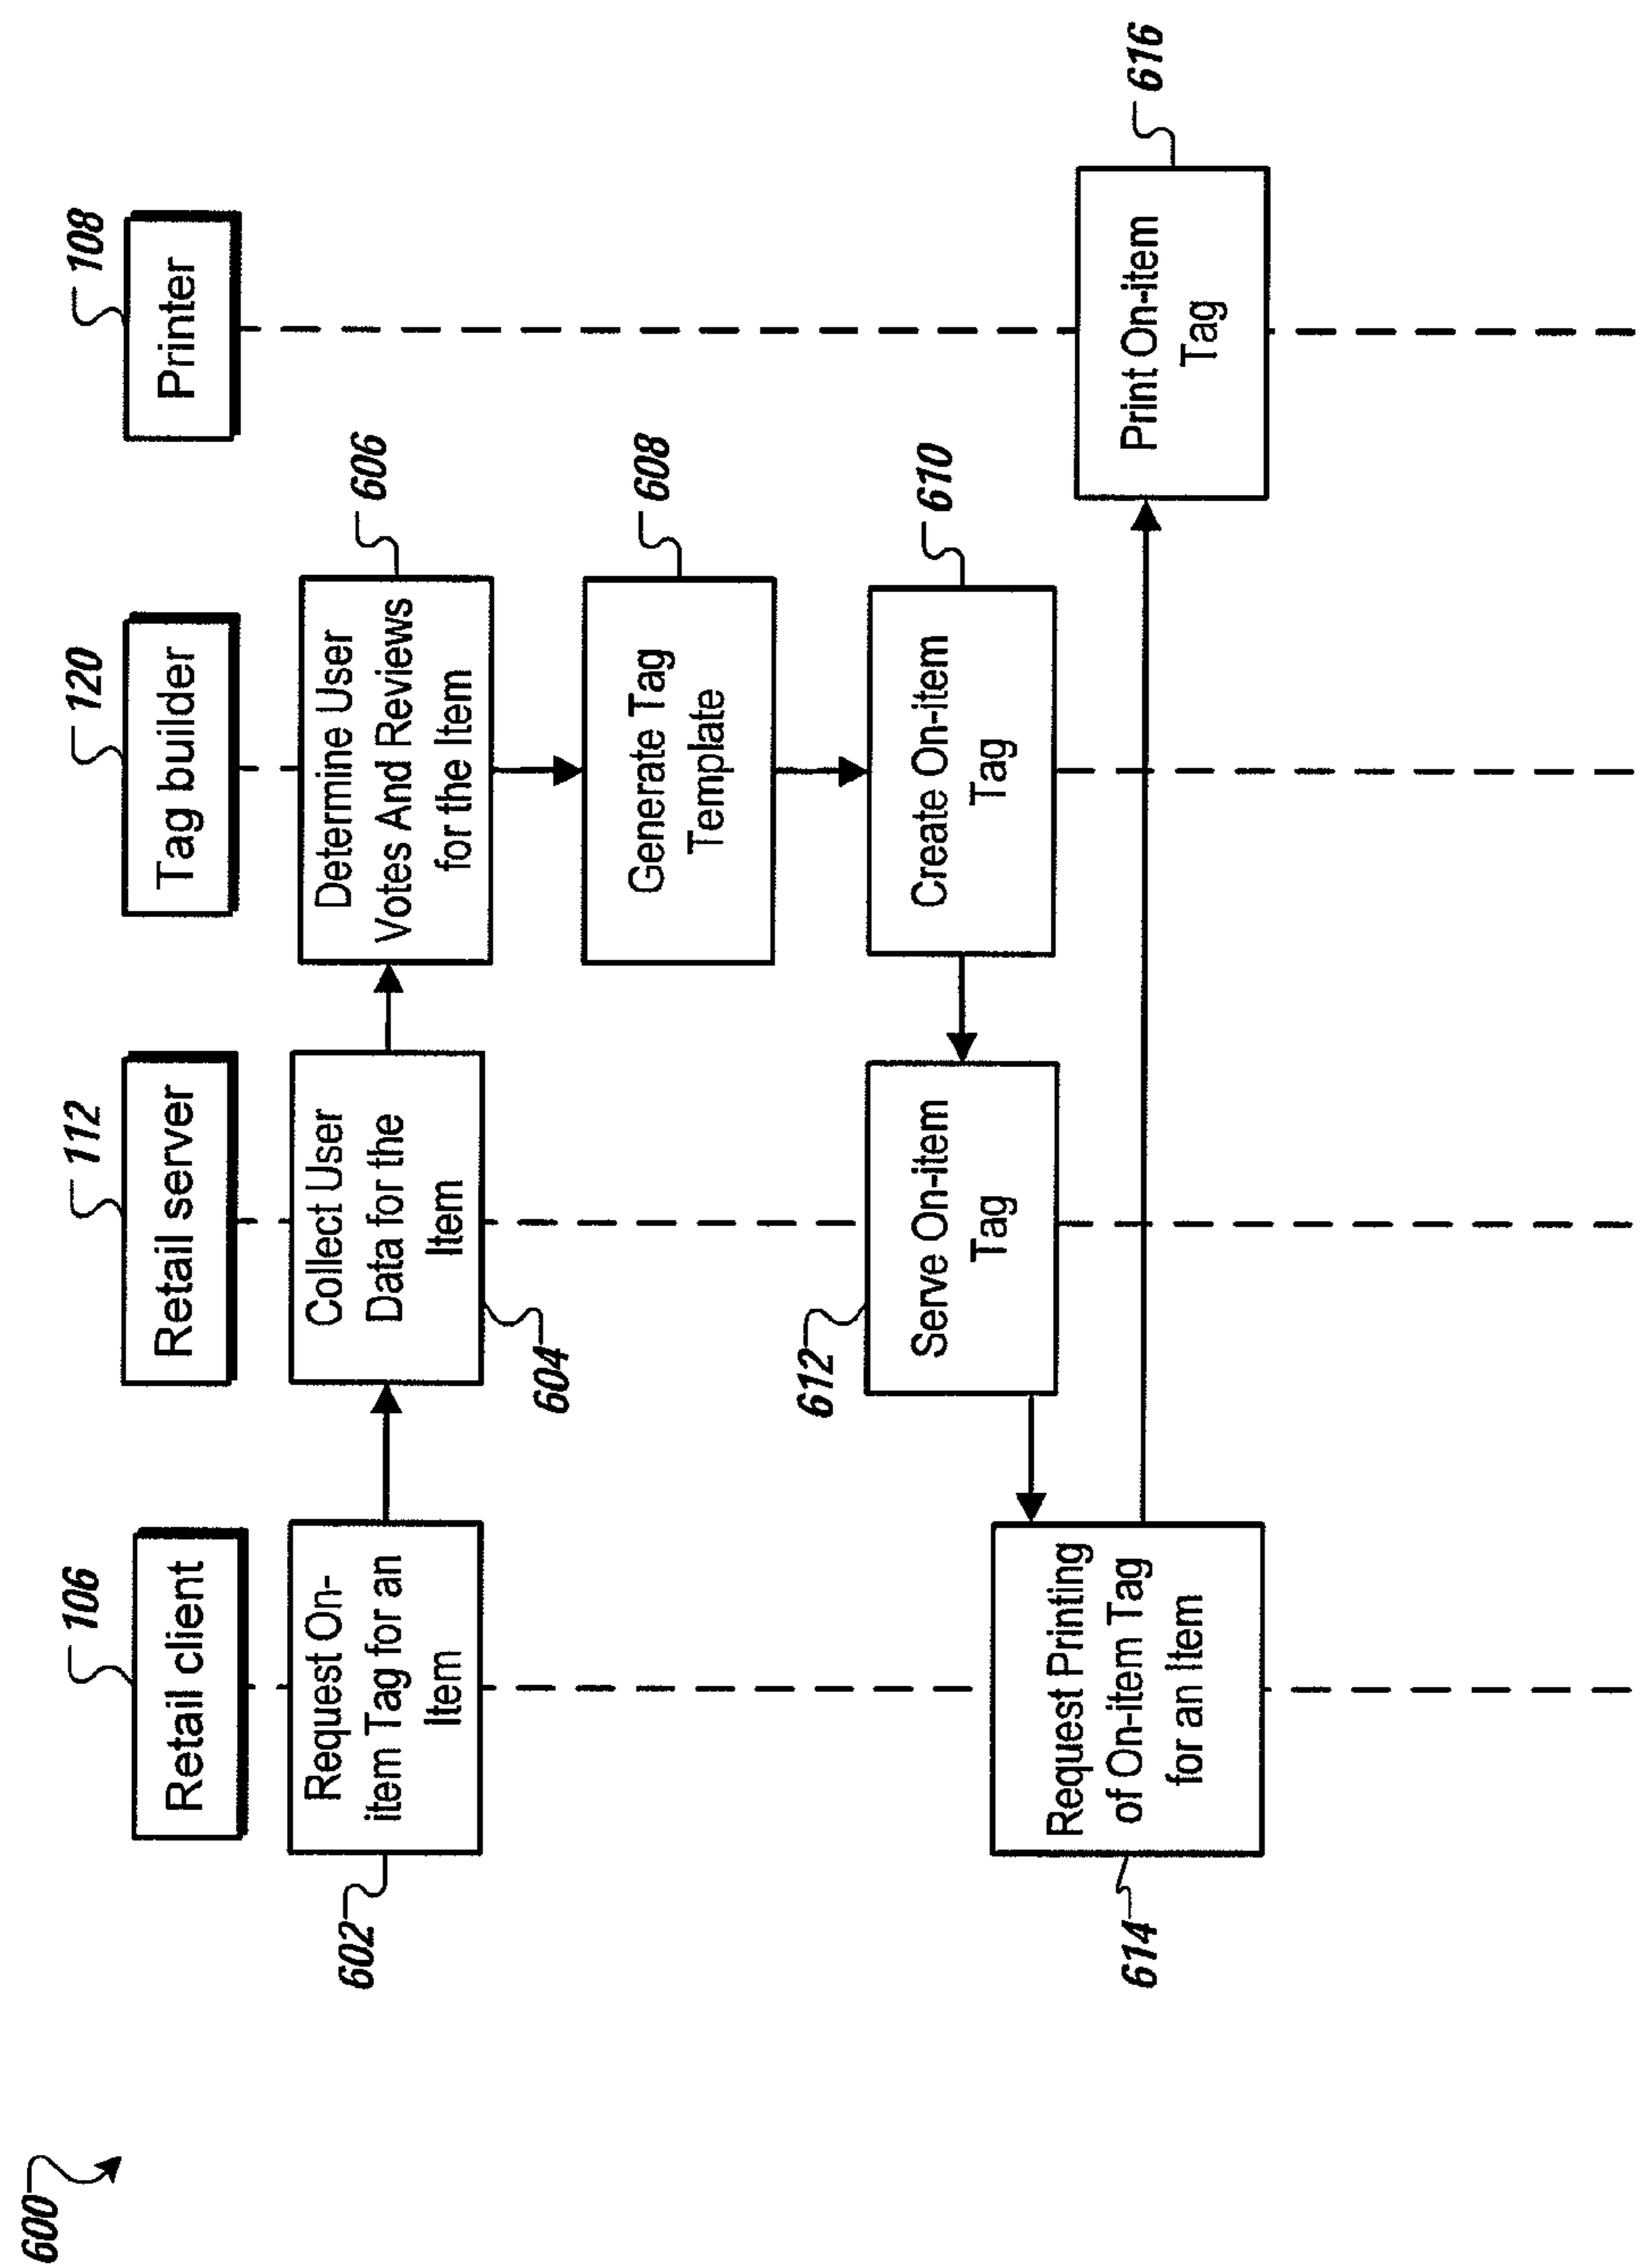 600
106
112
120
108
Retail client
Retail server
Tag builder
Printer
602
Request On-
item Tag for an
Item
Collect User
Data for the
Item
604
Determine User
Votes And Reviews
for the Item
606
Generate Tag
Template
608
Create On-item
Tag
610
612
Serve On-item
Tag
614
Request Printing
of On-item Tag
for an Item
Print On-item
Tag
616